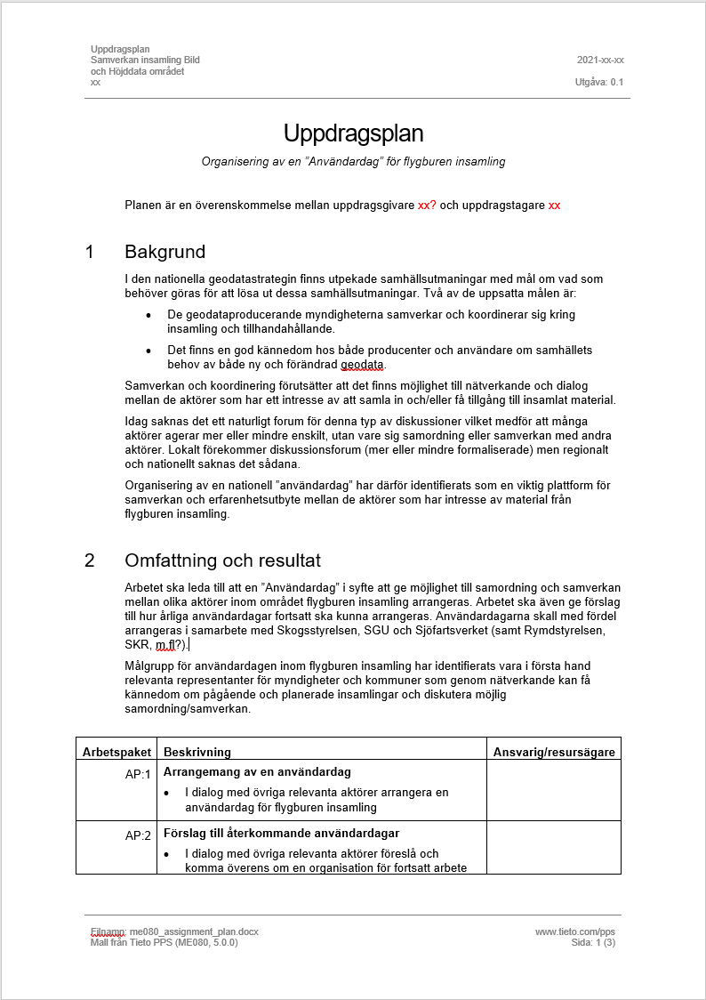 Uppdragsplan
Samverkan insamling Bild
och Höjddata området
xx
2021-xx-xx
Utgåva: 0.1
Uppdragsplan
Organisering av en ”Användardag” för flygburen insamling
Planen är en överenskommelse mellan uppdragsgivare xx? och uppdragstagare xx
1 Bakgrund
I den nationella geodatastrategin finns utpekade samhällsutmaningar med mål om vad som
behöver göras för att lösa ut dessa samhällsutmaningar. Två av de uppsatta målen är:
• De geodataproducerande myndigheterna samverkar och koordinerar sig kring
insamling och tillhandahållande.
• Det finns en god kännedom hos både producenter och användare om samhällets
behov av både ny och förändrad geodata.
Samverkan och koordinering förutsätter att det finns möjlighet till nätverkande och dialog
mellan de aktörer som har ett intresse av att samla in och/eller få tillgång till insamlat material.
Idag saknas det ett naturligt forum för denna typ av diskussioner vilket medför att många
aktörer agerar mer eller mindre enskilt, utan vare sig samordning eller samverkan med andra
aktörer. Lokalt förekommer diskussionsforum (mer eller mindre formaliserade) men regionalt
och nationellt saknas det sådana.
Organisering av en nationell ”användardag” har därför identifierats som en viktig plattform för
samverkan och erfarenhetsutbyte mellan de aktörer som har intresse av material från
flygburen insamling.
2 Omfattning och resultat
Arbetet ska leda till att en ”Användardag” i syfte att ge möjlighet till samordning och samverkan
mellan olika aktörer inom området flygburen insamling arrangeras. Arbetet ska även ge förslag
till hur årliga användardagar fortsatt ska kunna arrangeras. Användardagarna skall med fördel
arrangeras i samarbete med Skogsstyrelsen, SGU och Sjöfartsverket (samt Rymdstyrelsen,
SKR, m.fl?).
Målgrupp för användardagen inom flygburen insamling har identifierats vara i första hand
relevanta representanter för myndigheter och kommuner som genom nätverkande kan få
kännedom om pågående och planerade insamlingar och diskutera möjlig
samordning/samverkan.
Arbetspaket Beskrivning Ansvarig/resursägare
AP:1 Arrangemang av en användardag
• I dialog med övriga relevanta aktörer arrangera en
användardag för flygburen insamling
AP:2 Förslag till återkommande användardagar
• I dialog med övriga relevanta aktörer föreslå och
komma överens om en organisation för fortsatt arbete
Filnamn: me080_assignment_plan.docx
Mall från Tieto PPS (ME080, 5.0.0)
www.tieto.com/pps
Sida: 1 (3)